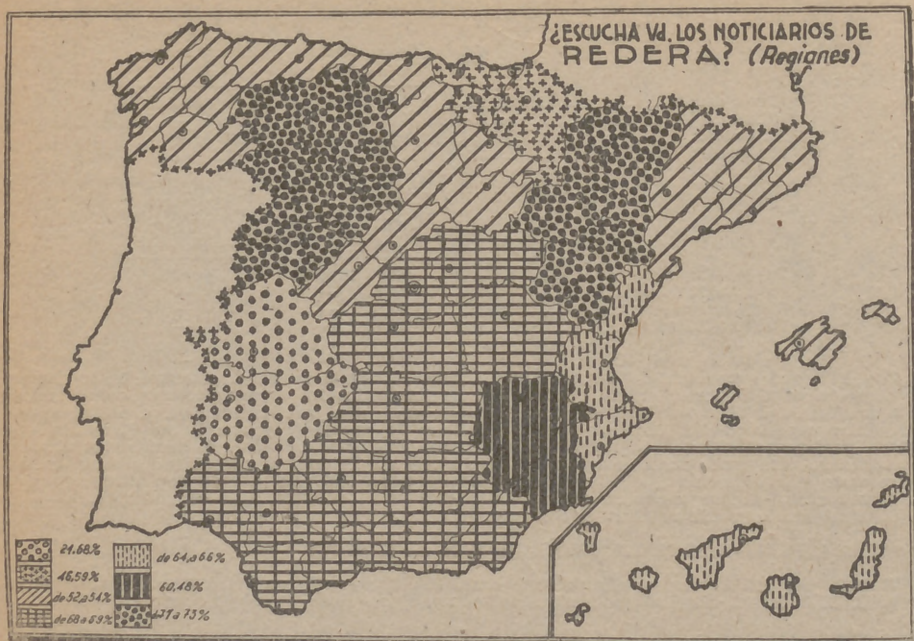 ¿ESCUCHA Vd. LOS NOTICIARIOS DE
REDERA? (Regiones)
21,68%
46,59%
de 52,a 54%
de 68 a 69%
de 64,a 66%
60,48%
71 a 73%